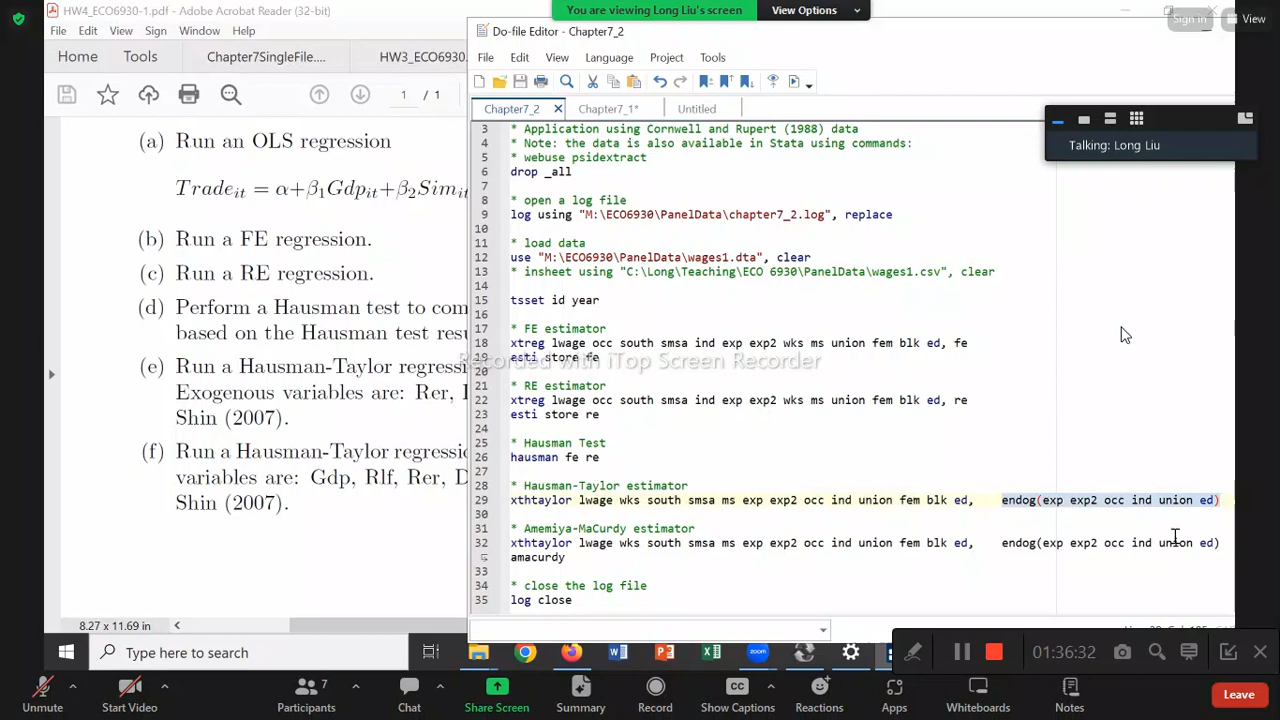 HW4_ECO6930-1.pdf - Adobe Acrobat Reader (32-bit)
You are viewing Long Liu's screen
View Options
Sign in
View
File Edit View Sign Window Help
Do-file Editor - Chapter7_2
Home Tools Chapter7SingleFile.... HW3_ECO6930.
File Edit View Language Project Tools
1 / 1
Chapter7_2 Chapter7_1* Untitled
Talking: Long Liu
(a) Run an OLS regression
Trade_it = α+β₁Gdp_it+β₂Sim_it
(b) Run a FE regression.
(c) Run a RE regression.
(d) Perform a Hausman test to com
based on the Hausman test resu
(e) Run a Hausman-Taylor regress
Exogenous variables are: Rer,
Shin (2007).
(f) Run a Hausman-Taylor regressi
variables are: Gdp, Rlf, Rer, D
Shin (2007).
8.27 x 11.69 in
3 * Application using Cornwell and Rupert (1988) data
4 * Note: the data is also available in Stata using commands:
5 * webuse psidextract
6 drop _all
7
8 * open a log file
9 log using "M:\ECO6930\PanelData\chapter7_2.log", replace
10
11 * load data
12 use "M:\ECO6930\PanelData\wages1.dta", clear
13 * insheet using "C:\Long\Teaching\ECO 6930\PanelData\wages1.csv", clear
14
15 tsset id year
16
17 * FE estimator
18 xtreg lwage occ south smsa ind exp exp2 wks ms union fem blk ed, fe
19 esti store fe
Recorded with iTop Screen Recorder
20
21 * RE estimator
22 xtreg lwage occ south smsa ind exp exp2 wks ms union fem blk ed, re
23 esti store re
24
25 * Hausman Test
26 hausman fe re
27
28 * Hausman-Taylor estimator
29 xthtaylor lwage wks south smsa ms exp exp2 occ ind union fem blk ed, endog(exp exp2 occ ind union ed)
30
31 * Amemiya-MaCurdy estimator
32 xthtaylor lwage wks south smsa ms exp exp2 occ ind union fem blk ed, endog(exp exp2 occ ind union ed)
amacurdy
33
34 * close the log file
35 log close
Type here to search
01:36:32
Unmute Start Video Participants 7 Chat Share Screen Summary Record Show Captions Reactions Apps Whiteboards Notes Leave